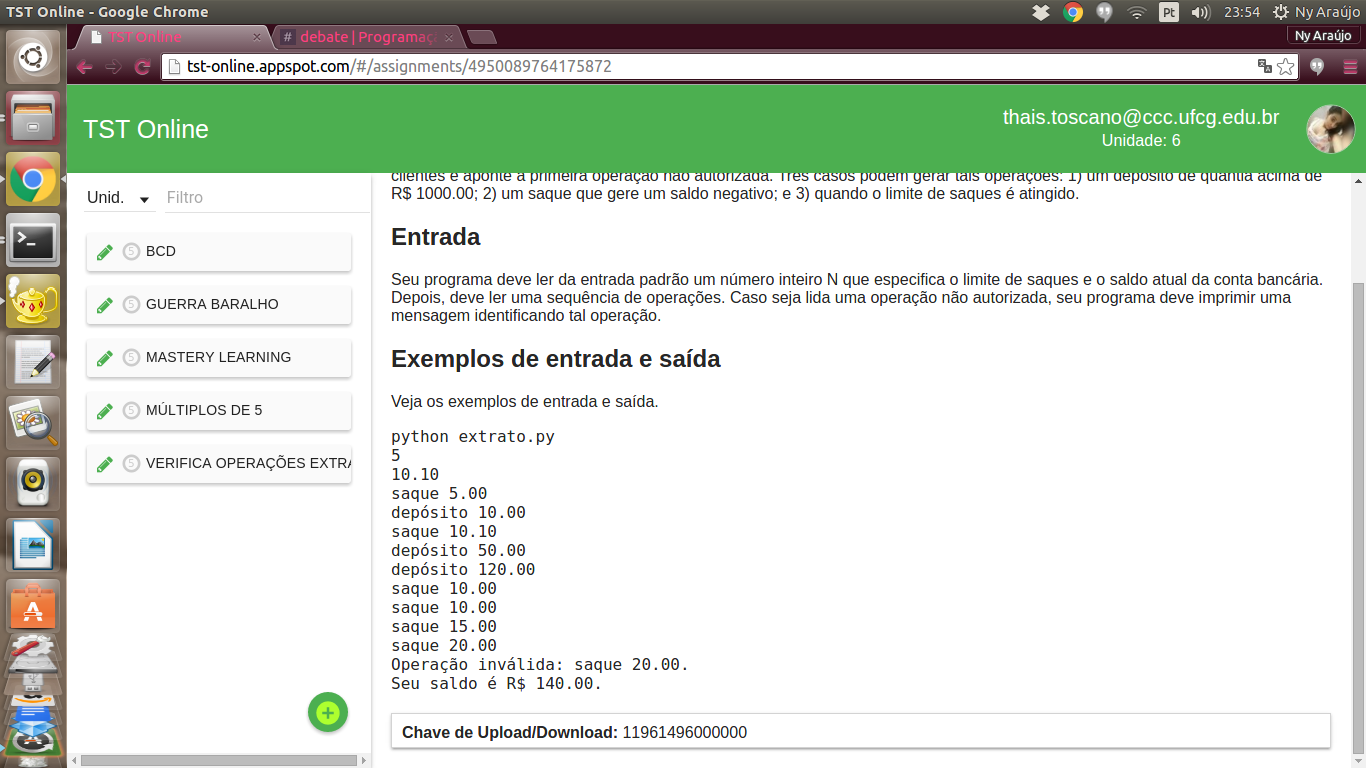 TST Online - Google Chrome
Pt
23:54
Ny Araújo
TST Online
# debate | Programaç
Ny Araújo
tst-online.appspot.com/#/assignments/4950089764175872
TST Online
thais.toscano@ccc.ufcg.edu.br
Unidade: 6
Unid.
Filtro
5 BCD
5 GUERRA BARALHO
5 MASTERY LEARNING
5 MÚLTIPLOS DE 5
5 VERIFICA OPERAÇÕES EXTRA
clientes e aponte a primeira operação não autorizada. Três casos podem gerar tais operações: 1) um depósito de quantia acima de
R$ 1000.00; 2) um saque que gere um saldo negativo; e 3) quando o limite de saques é atingido.
Entrada
Seu programa deve ler da entrada padrão um número inteiro N que especifica o limite de saques e o saldo atual da conta bancária.
Depois, deve ler uma sequência de operações. Caso seja lida uma operação não autorizada, seu programa deve imprimir uma
mensagem identificando tal operação.
Exemplos de entrada e saída
Veja os exemplos de entrada e saída.
python extrato.py
5
10.10
saque 5.00
depósito 10.00
saque 10.10
depósito 50.00
depósito 120.00
saque 10.00
saque 10.00
saque 15.00
saque 20.00
Operação inválida: saque 20.00.
Seu saldo é R$ 140.00.
Chave de Upload/Download: 11961496000000